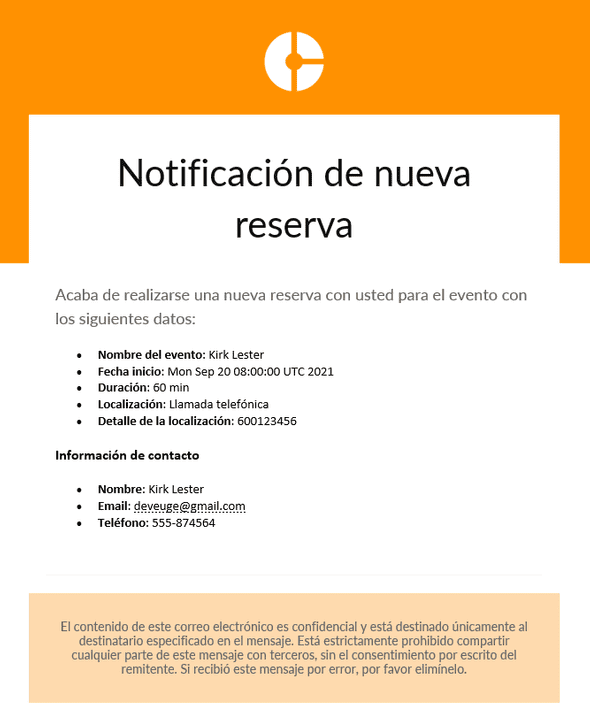 Notificación de nueva
reserva
Acaba de realizarse una nueva reserva con usted para el evento con
los siguientes datos:
• Nombre del evento: Kirk Lester
• Fecha inicio: Mon Sep 20 08:00:00 UTC 2021
• Duración: 60 min
• Localización: Llamada telefónica
• Detalle de la localización: 600123456
Información de contacto
• Nombre: Kirk Lester
• Email: deveuge@gmail.com
• Teléfono: 555-874564
El contenido de este correo electrónico es confidencial y está destinado únicamente al
destinatario especificado en el mensaje. Está estrictamente prohibido compartir
cualquier parte de este mensaje con terceros, sin el consentimiento por escrito del
remitente. Si recibió este mensaje por error, por favor elimínelo.